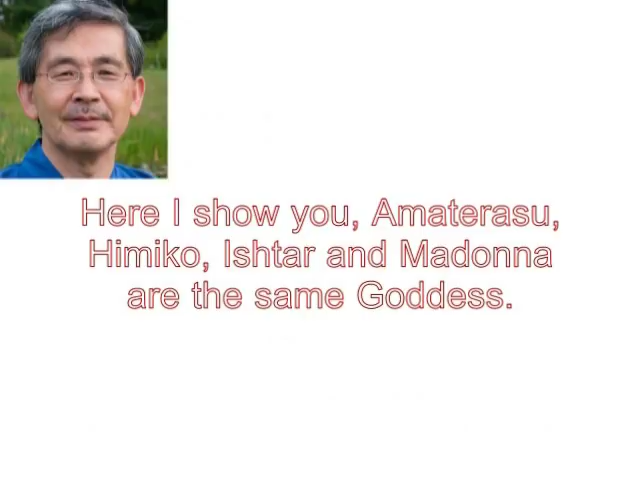 Here I show you, Amaterasu,
Himiko, Ishtar and Madonna
are the same Goddess.